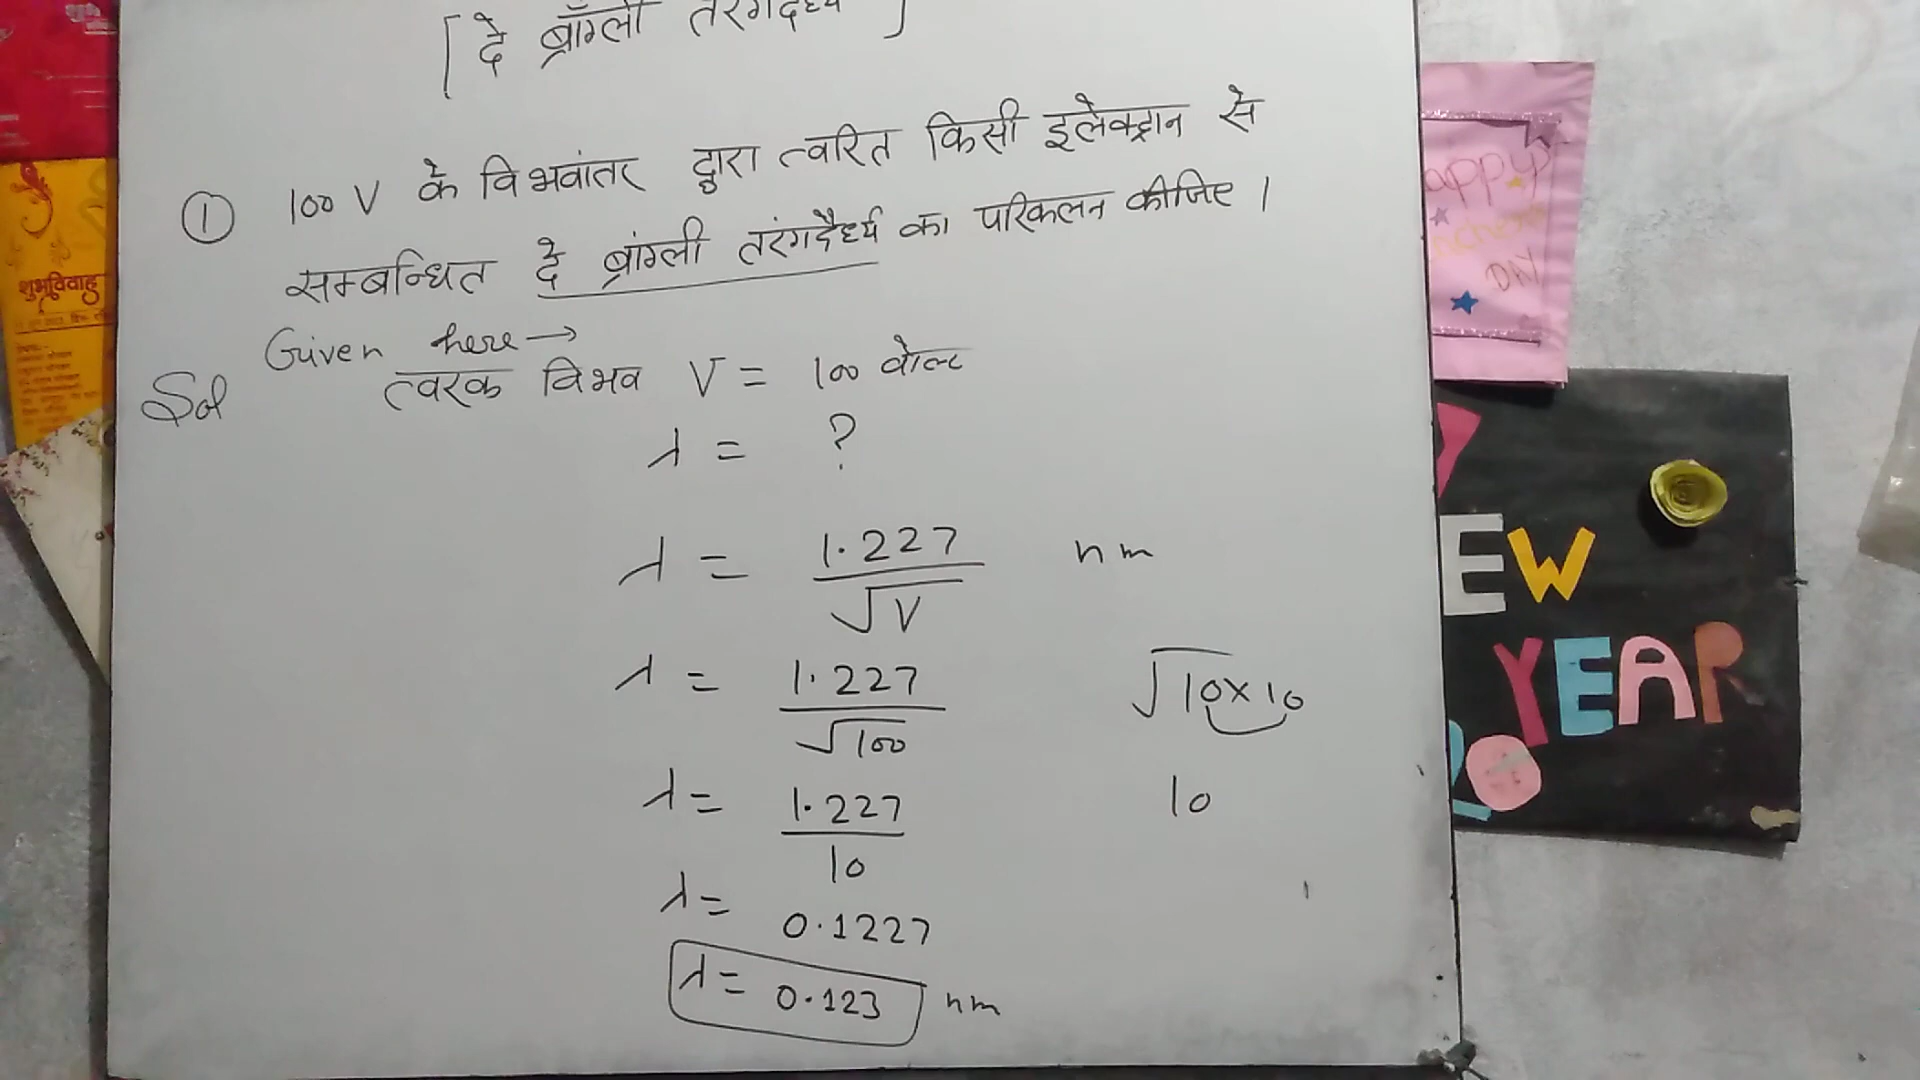 [ दे ब्रॉग्ली तरंगदैर्ध्य ]
① 100 V के विभवांतर द्वारा त्वरित किसी इलेक्ट्रान से
सम्बन्धित दे ब्रांग्ली तरंगदैर्ध्य का परिकलन कीजिए ।
Given here →
Sol त्वरक विभव V = 100 वोल्ट
λ = ?
λ = 1.227 / √V nm
λ = 1.227 / √100 √10×10
λ = 1.227 / 10 10
λ = 0.1227
λ = 0.123 nm
शुभविवाह
appy
DAY
EW
YEAR